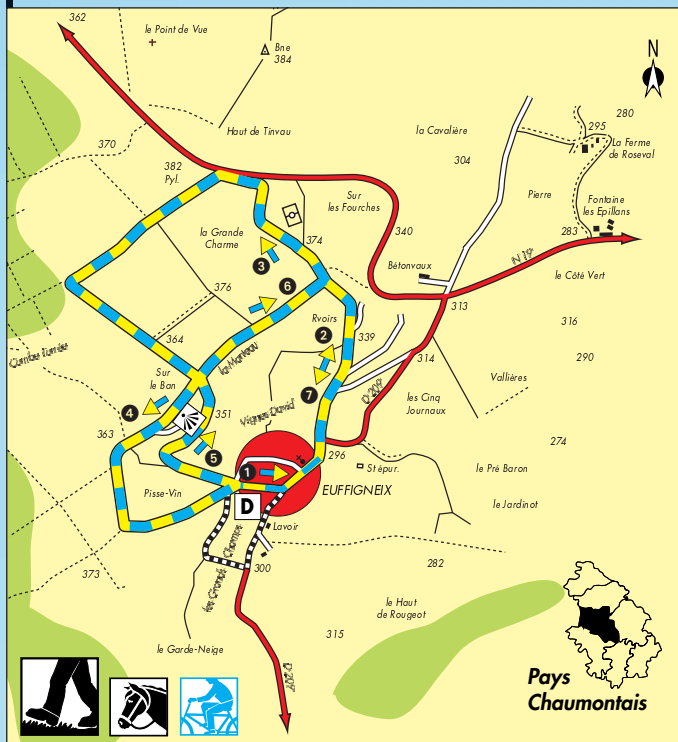 362
le Point de Vue
Bne
384
N
370
Haut de Tinvau
la Cavalière
280
295
La Ferme
de Roseval
382
Pyl.
304
Sur
les Fourches
Pierre
Fontaine
les Epillans
la Grande
Charme
374
340
283
3
N 19
Bétonvaux
le Côté Vert
376
6
313
Rvoirs
339
316
2
364
314
290
Sur
le Ban
7
D 209
Vallières
les Cinq
Journaux
4
351
Vignes David
363
5
296
274
1
St épur.
le Pré Baron
Pisse-Vin
EUFFIGNEIX
D
le Jardinot
Lavoir
les Grands Champs
373
300
282
le Haut
de Rougeot
315
le Garde-Neige
Pays
Chaumontais